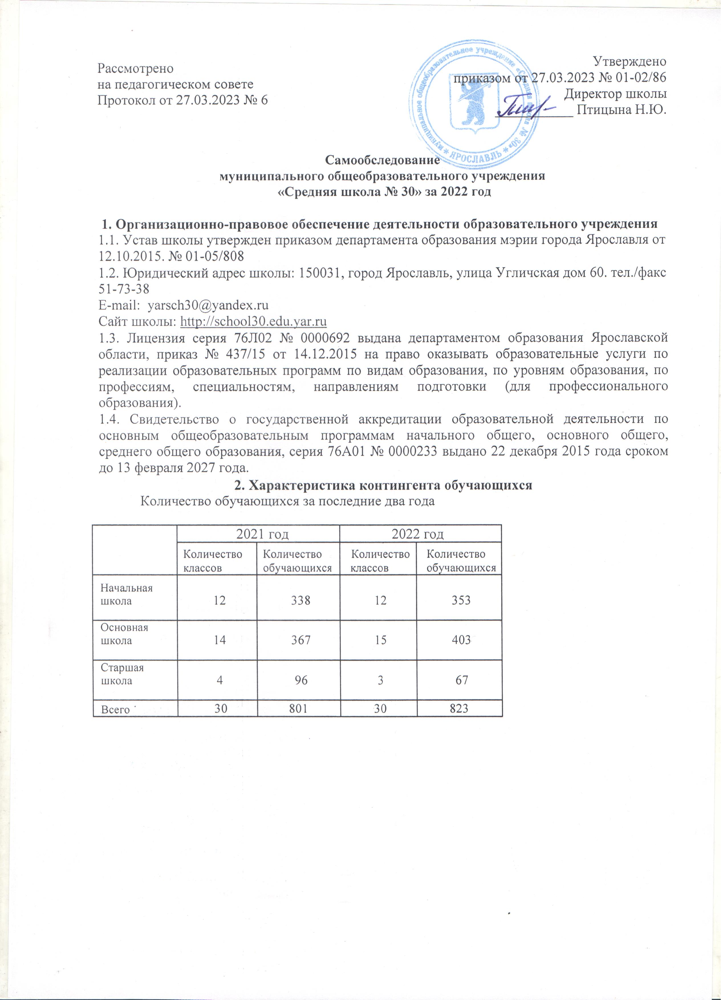 Рассмотрено
на педагогическом совете
Протокол от 27.03.2023 № 6
Утверждено
приказом от 27.03.2023 № 01-02/86
Директор школы
Птицына Н.Ю.
муниципальное общеобразовательное учреждение «Средняя школа № 30» * ЯРОСЛАВЛЬ *
Самообследование
муниципального общеобразовательного учреждения
«Средняя школа № 30» за 2022 год
1. Организационно-правовое обеспечение деятельности образовательного учреждения
1.1. Устав школы утвержден приказом департамента образования мэрии города Ярославля от
12.10.2015. № 01-05/808
1.2. Юридический адрес школы: 150031, город Ярославль, улица Угличская дом 60. тел./факс
51-73-38
E-mail: yarsch30@yandex.ru
Сайт школы: http://school30.edu.yar.ru
1.3. Лицензия серия 76Л02 № 0000692 выдана департаментом образования Ярославской
области, приказ № 437/15 от 14.12.2015 на право оказывать образовательные услуги по
реализации образовательных программ по видам образования, по уровням образования, по
профессиям, специальностям, направлениям подготовки (для профессионального
образования).
1.4. Свидетельство о государственной аккредитации образовательной деятельности по
основным общеобразовательным программам начального общего, основного общего,
среднего общего образования, серия 76А01 № 0000233 выдано 22 декабря 2015 года сроком
до 13 февраля 2027 года.
2. Характеристика контингента обучающихся
Количество обучающихся за последние два года
2021 год 2022 год
Количество Количество Количество Количество
классов обучающихся классов обучающихся
Начальная
школа 12 338 12 353
Основная
школа 14 367 15 403
Старшая
школа 4 96 3 67
Всего 30 801 30 823